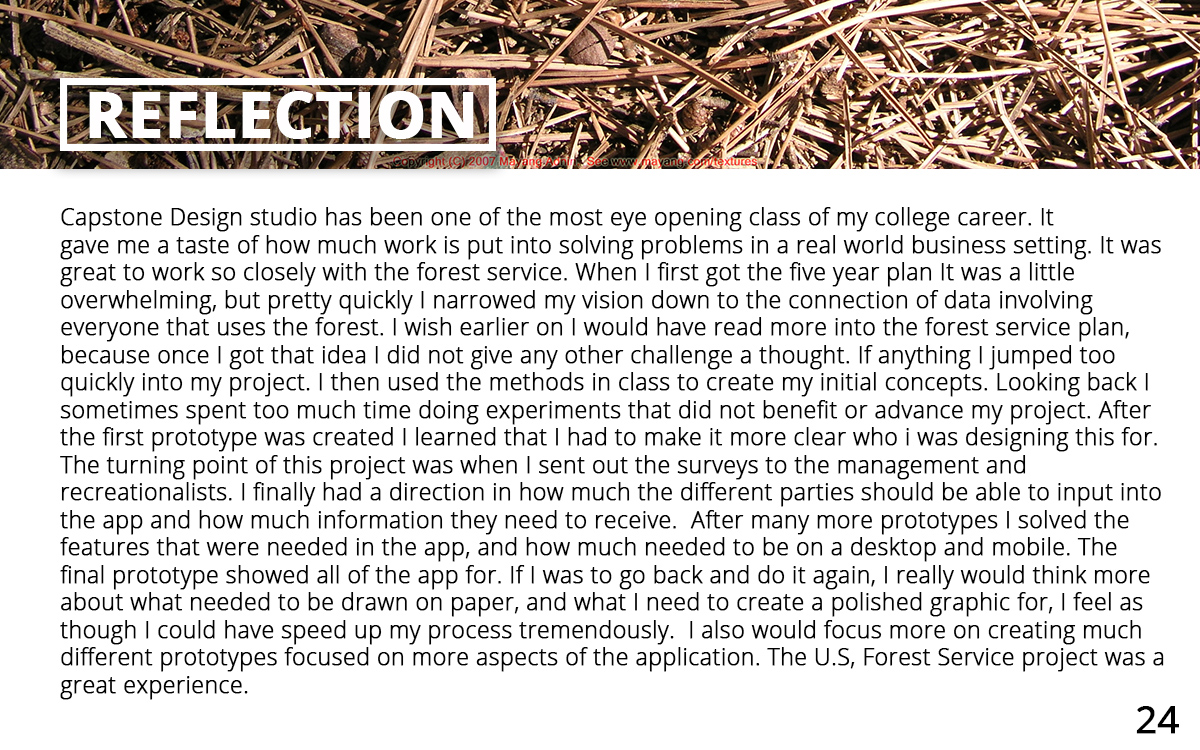 REFLECTION
Copyright (C) 2007 Mayang Adnin. See www.mayang.com/textures
Capstone Design studio has been one of the most eye opening class of my college career. It
gave me a taste of how much work is put into solving problems in a real world business setting. It was
great to work so closely with the forest service. When I first got the five year plan It was a little
overwhelming, but pretty quickly I narrowed my vision down to the connection of data involving
everyone that uses the forest. I wish earlier on I would have read more into the forest service plan,
because once I got that idea I did not give any other challenge a thought. If anything I jumped too
quickly into my project. I then used the methods in class to create my initial concepts. Looking back I
sometimes spent too much time doing experiments that did not benefit or advance my project. After
the first prototype was created I learned that I had to make it more clear who i was designing this for.
The turning point of this project was when I sent out the surveys to the management and
recreationalists. I finally had a direction in how much the different parties should be able to input into
the app and how much information they need to receive.  After many more prototypes I solved the
features that were needed in the app, and how much needed to be on a desktop and mobile. The
final prototype showed all of the app for. If I was to go back and do it again, I really would think more
about what needed to be drawn on paper, and what I need to create a polished graphic for, I feel as
though I could have speed up my process tremendously.  I also would focus more on creating much
different prototypes focused on more aspects of the application. The U.S, Forest Service project was a
great experience.
24